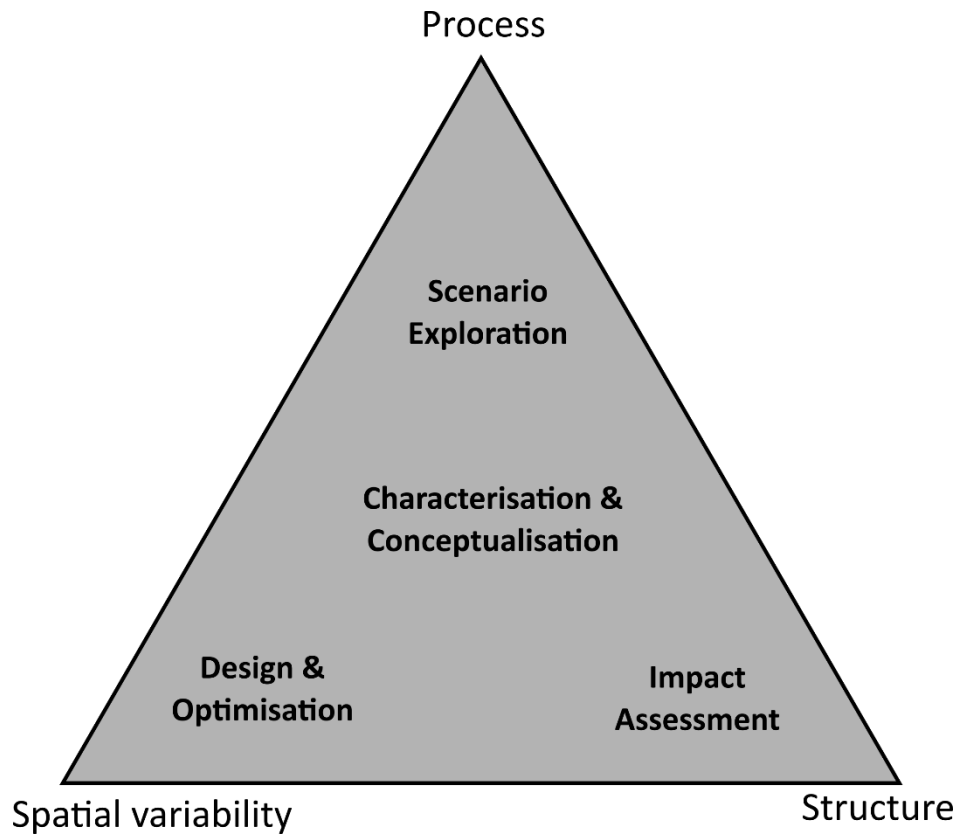 Process
Scenario
Exploration
Characterisation &
Conceptualisation
Design &
Optimisation
Impact
Assessment
Spatial variability
Structure